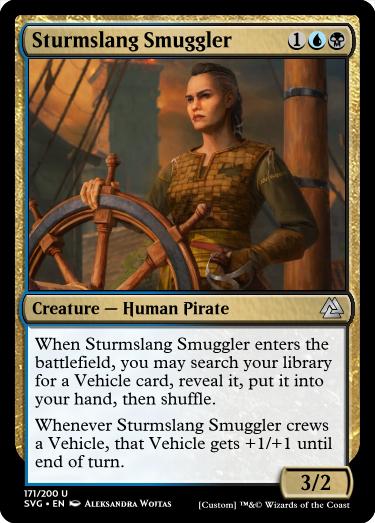 Sturmslang Smuggler 1
Creature — Human Pirate
When Sturmslang Smuggler enters the
battlefield, you may search your library
for a Vehicle card, reveal it, put it into
your hand, then shuffle.
Whenever Sturmslang Smuggler crews
a Vehicle, that Vehicle gets +1/+1 until
end of turn.
3/2
171/200 U
SVG • EN Aleksandra Wojtas [Custom] ™&© Wizards of the Coast